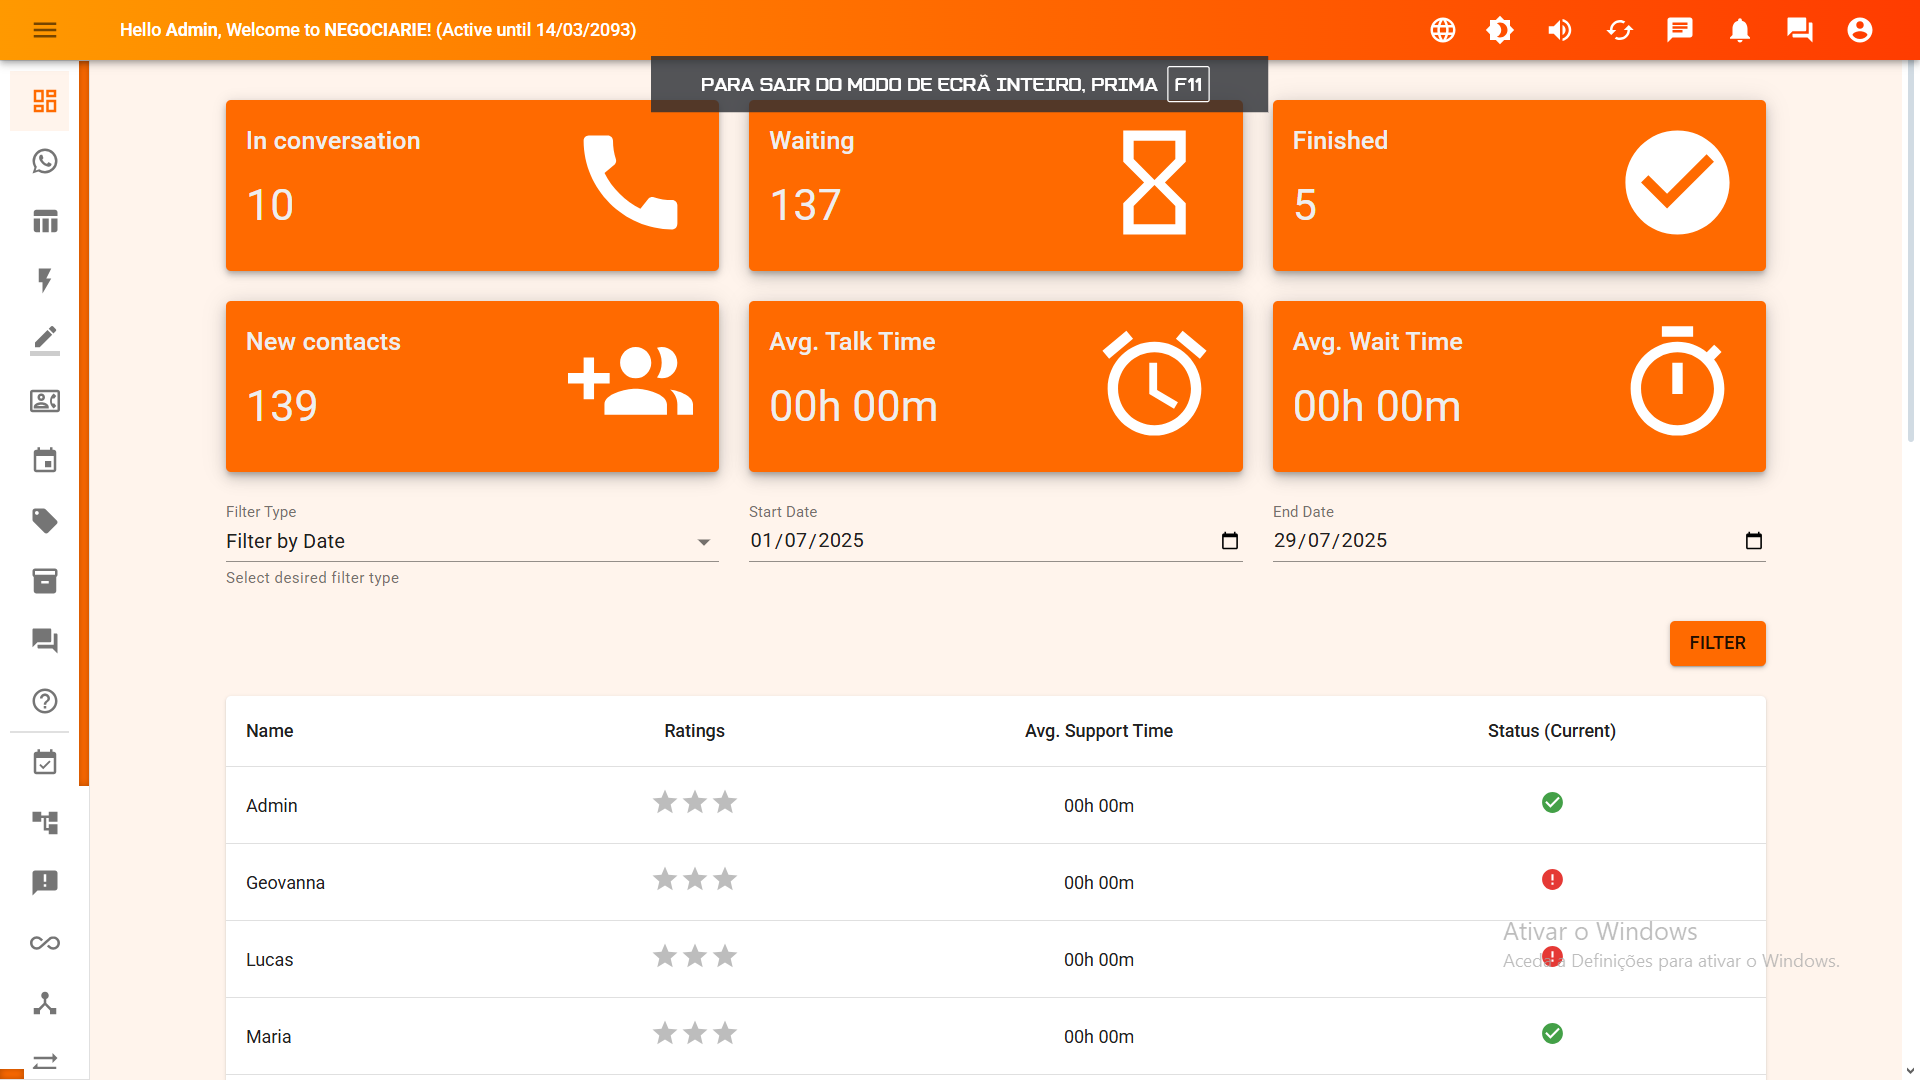 Hello Admin, Welcome to NEGOCIARIE! (Active until 14/03/2093)
PARA SAIR DO MODO DE ECRÃ INTEIRO, PRIMA F11
In conversation
10
Waiting
137
Finished
5
New contacts
139
Avg. Talk Time
00h 00m
Avg. Wait Time
00h 00m
Filter Type
Filter by Date
Select desired filter type
Start Date
01/07/2025
End Date
29/07/2025
FILTER
Name Ratings Avg. Support Time Status (Current)
Admin 00h 00m
Geovanna 00h 00m
Lucas 00h 00m
Maria 00h 00m
Ativar o Windows
Aceda a Definições para ativar o Windows.